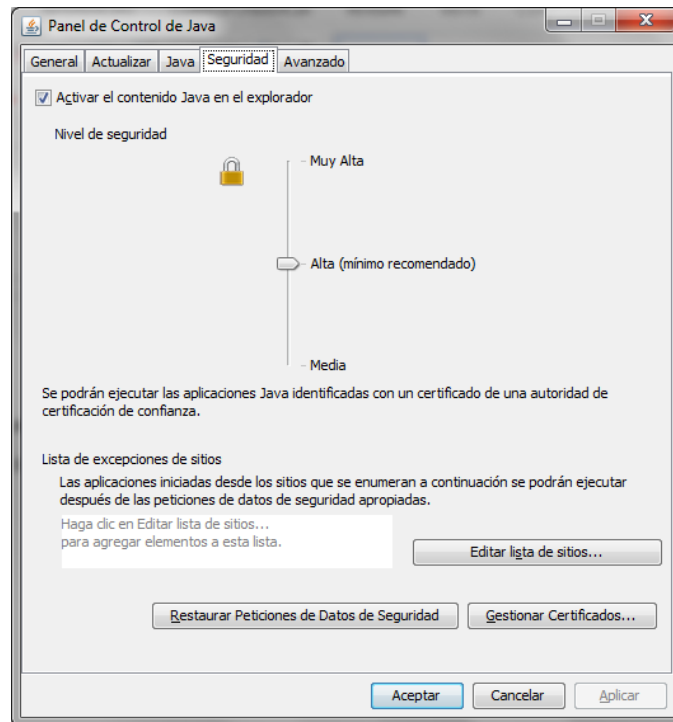 Panel de Control de Java
General Actualizar Java Seguridad Avanzado
Activar el contenido Java en el explorador
Nivel de seguridad
Muy Alta
Alta (mínimo recomendado)
Media
Se podrán ejecutar las aplicaciones Java identificadas con un certificado de una autoridad de
certificación de confianza.
Lista de excepciones de sitios
Las aplicaciones iniciadas desde los sitios que se enumeran a continuación se podrán ejecutar
después de las peticiones de datos de seguridad apropiadas.
Haga clic en Editar lista de sitios...
para agregar elementos a esta lista.
Editar lista de sitios...
Restaurar Peticiones de Datos de Seguridad Gestionar Certificados...
Aceptar Cancelar Aplicar